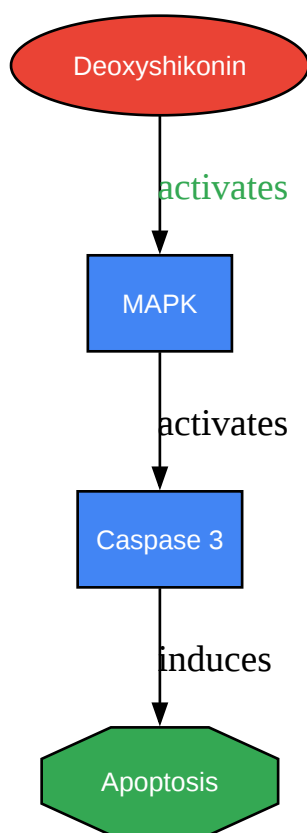 Deoxyshikonin
activates
MAPK
activates
Caspase 3
induces
Apoptosis